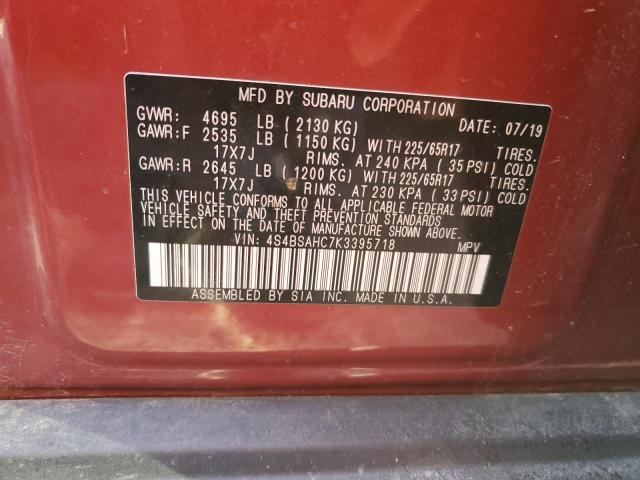 MFD BY SUBARU CORPORATION
GVWR: 4695 LB ( 2130 KG) DATE: 07/19
GAWR:F 2535 LB ( 1150 KG) WITH 225/65R17 TIRES.
17X7J RIMS. AT 240 KPA ( 35 PSI) COLD
GAWR:R 2645 LB ( 1200 KG) WITH 225/65R17 TIRES.
17X7J RIMS. AT 230 KPA ( 33 PSI) COLD
THIS VEHICLE CONFORMS TO ALL APPLICABLE FEDERAL MOTOR
VEHICLE SAFETY AND THEFT PREVENTION STANDARDS
IN EFFECT ON THE DATE OF MANUFACTURE SHOWN ABOVE.
VIN: 4S4BSAHC7K3395718 MPV
ASSEMBLED BY SIA INC. MADE IN U.S.A.